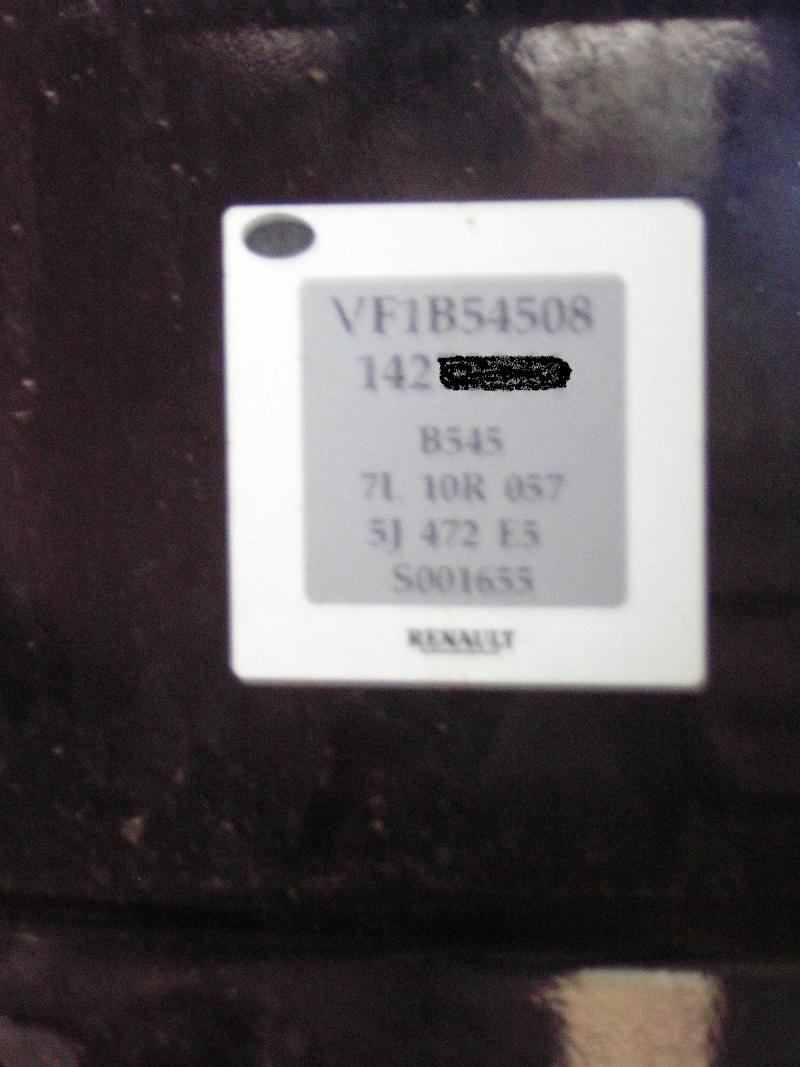 VF1B54508
142
B545
7L 10R 057
5J 472 E5
S001655
RENAULT